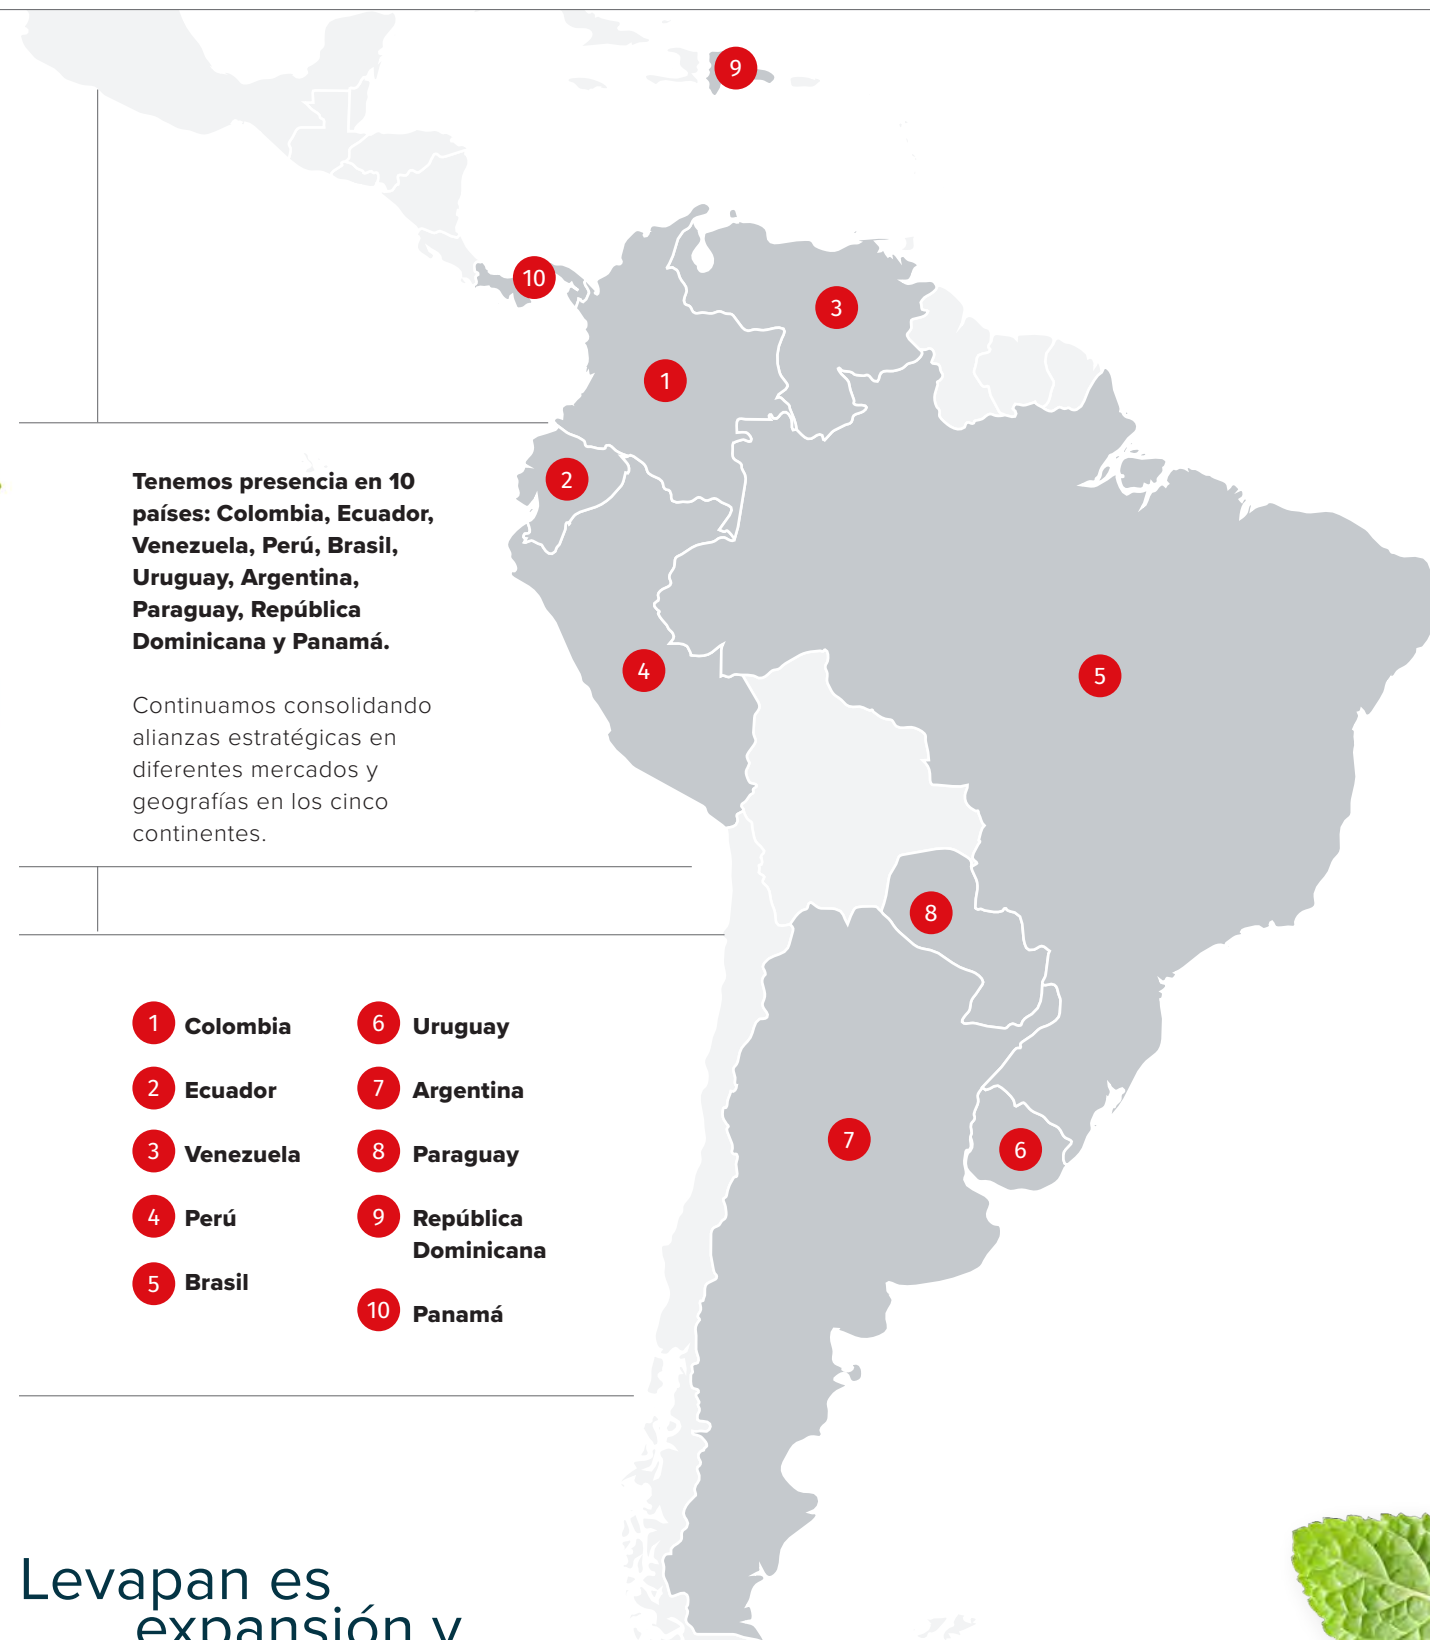 9
10
3
1
2
Tenemos presencia en 10
países: Colombia, Ecuador,
Venezuela, Perú, Brasil,
Uruguay, Argentina,
Paraguay, República
Dominicana y Panamá.
Continuamos consolidando
alianzas estratégicas en
diferentes mercados y
geografías en los cinco
continentes.
4
5
8
7
6
1 Colombia
2 Ecuador
3 Venezuela
4 Perú
5 Brasil
6 Uruguay
7 Argentina
8 Paraguay
9 República
Dominicana
10 Panamá
Levapan es
expansión y